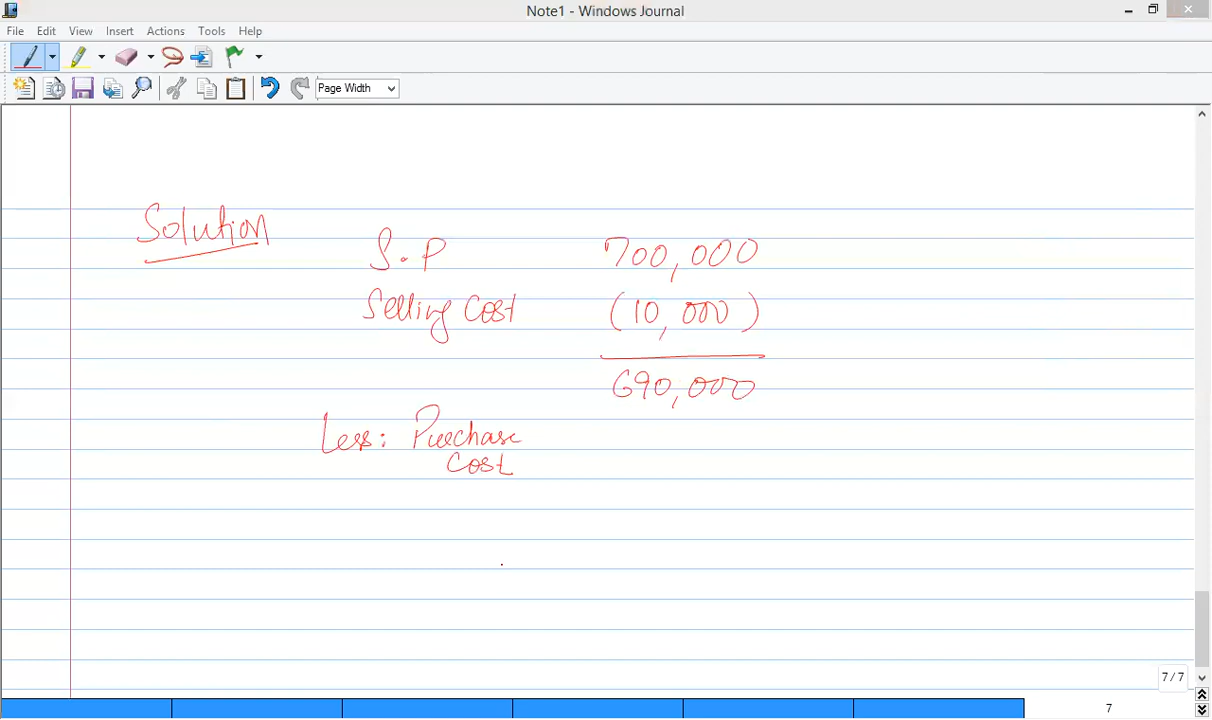 Note1 - Windows Journal
File Edit View Insert Actions Tools Help
Page Width
Solution
S.P 700,000
Selling Cost (10,000)
690,000
Less: Purchase
Cost
7 / 7
7